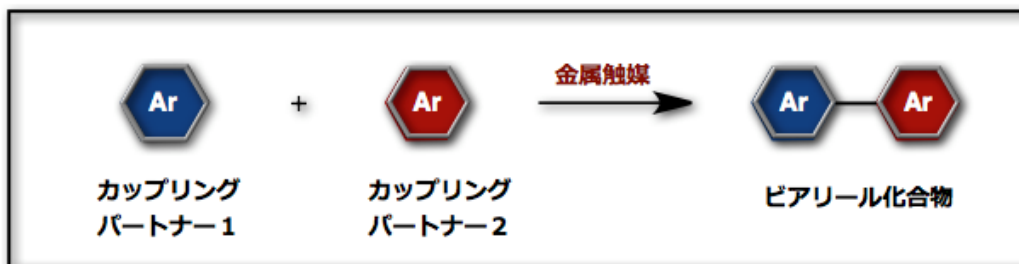 金属触媒
Ar + Ar Ar Ar
カップリング
パートナー1
カップリング
パートナー2
ビアリール化合物